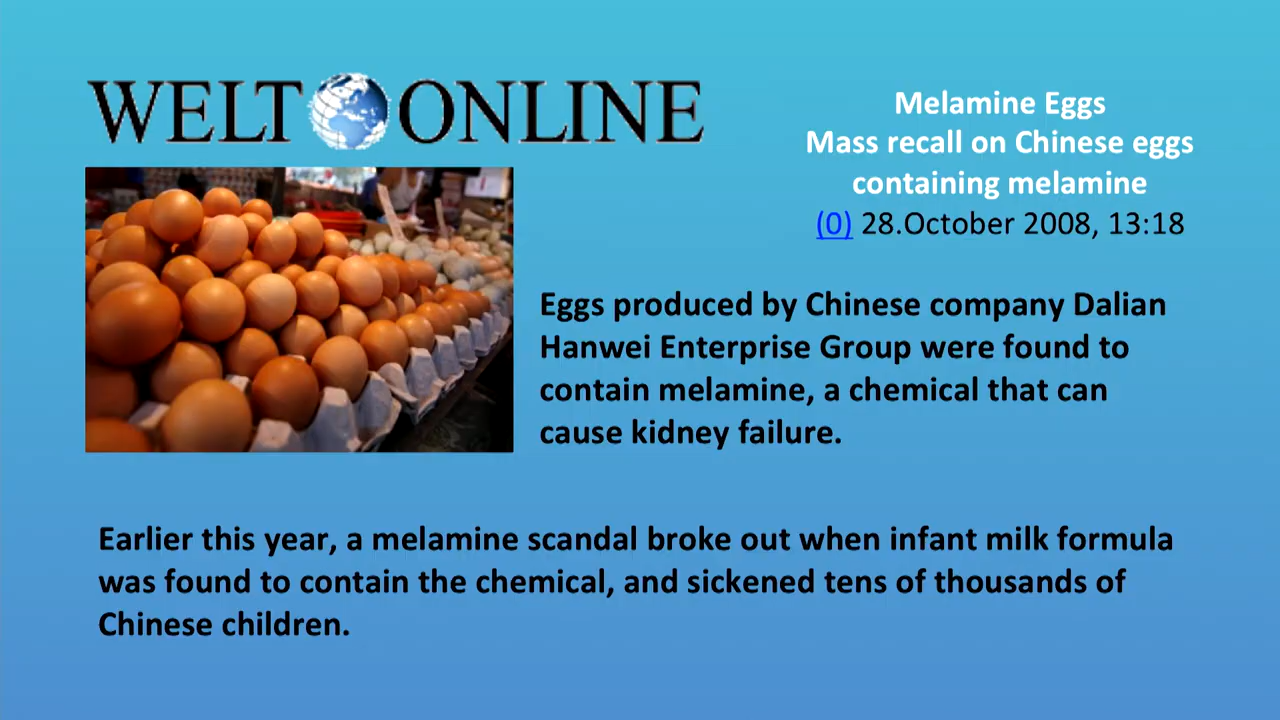 WELT ONLINE
Melamine Eggs
Mass recall on Chinese eggs
containing melamine
(0) 28.October 2008, 13:18
Eggs produced by Chinese company Dalian
Hanwei Enterprise Group were found to
contain melamine, a chemical that can
cause kidney failure.
Earlier this year, a melamine scandal broke out when infant milk formula
was found to contain the chemical, and sickened tens of thousands of
Chinese children.